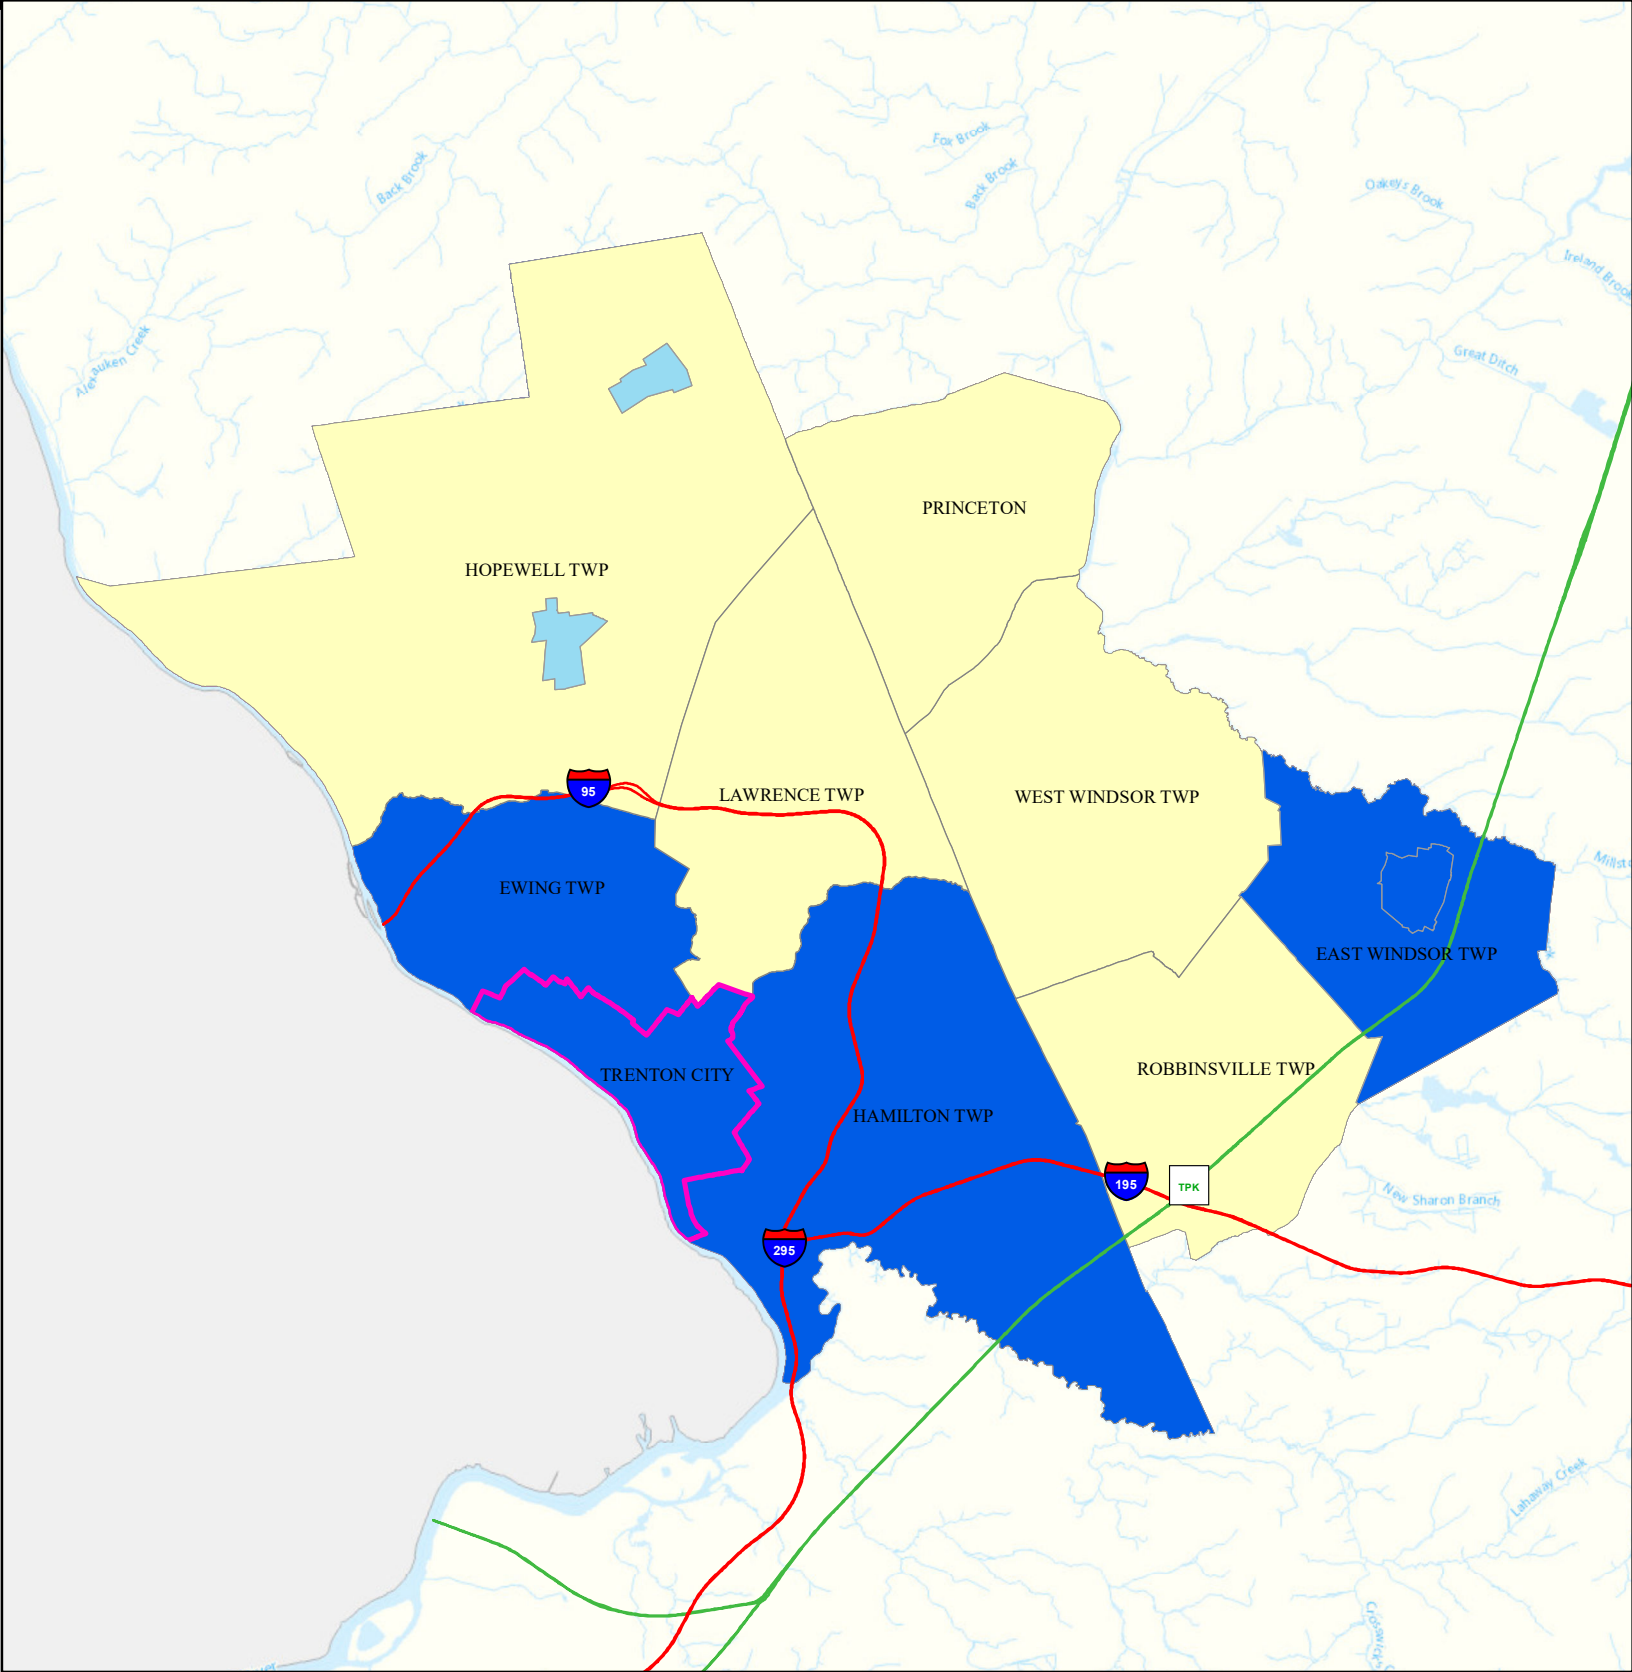 Fox Brook
Back Brook
Back Brook
Oakeys Brook
Ireland Brook
Alexauken Creek
Great Ditch
PRINCETON
HOPEWELL TWP
95
LAWRENCE TWP
WEST WINDSOR TWP
EWING TWP
EAST WINDSOR TWP
TRENTON CITY
ROBBINSVILLE TWP
HAMILTON TWP
195
TPK
New Sharon Branch
295
Lahaway Creek